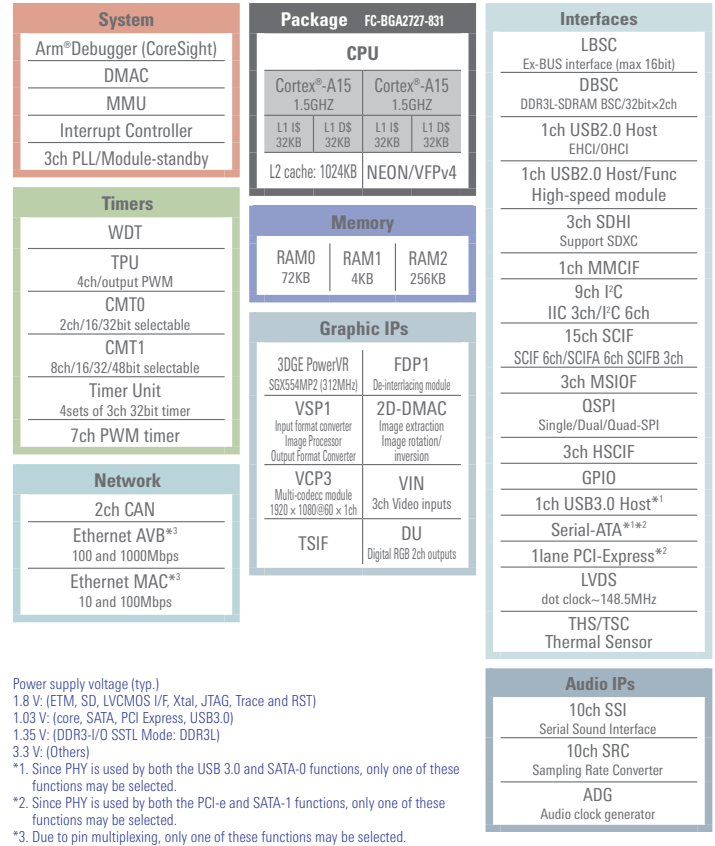 System
Arm®Debugger (CoreSight)
DMAC
MMU
Interrupt Controller
3ch PLL/Module-standby
Timers
WDT
TPU
4ch/output PWM
CMT0
2ch/16/32bit selectable
CMT1
8ch/16/32/48bit selectable
Timer Unit
4sets of 3ch 32bit timer
7ch PWM timer
Network
2ch CAN
Ethernet AVB*3
100 and 1000Mbps
Ethernet MAC*3
10 and 100Mbps
Package FC-BGA2727-831
CPU
Cortex®-A15 Cortex®-A15
1.5GHZ 1.5GHZ
L1 I$ L1 D$ L1 I$ L1 D$
32KB 32KB 32KB 32KB
L2 cache: 1024KB NEON/VFPv4
Memory
RAM0 RAM1 RAM2
72KB 4KB 256KB
Graphic IPs
3DGE PowerVR
SGX554MP2 (312MHz)
FDP1
De-interrlacing module
VSP1
Input format converter
Image Processor
Output Format Converter
2D-DMAC
Image extraction
Image rotation/
inversion
VCP3
Multi-codecc module
1920 × 1080@60 × 1ch
VIN
3ch Video inputs
TSIF
DU
Digital RGB 2ch outputs
Interfaces
LBSC
Ex-BUS interface (max 16bit)
DBSC
DDR3L-SDRAM BSC/32bit×2ch
1ch USB2.0 Host
EHCI/OHCI
1ch USB2.0 Host/Func
High-speed module
3ch SDHI
Support SDXC
1ch MMCIF
9ch I²C
IIC 3ch/I²C 6ch
15ch SCIF
SCIF 6ch/SCIFA 6ch SCIFB 3ch
3ch MSIOF
QSPI
Single/Dual/Quad-SPI
3ch HSCIF
GPIO
1ch USB3.0 Host*1
Serial-ATA*1*2
1lane PCI-Express*2
LVDS
dot clock~148.5MHz
THS/TSC
Thermal Sensor
Audio IPs
10ch SSI
Serial Sound Interface
10ch SRC
Sampling Rate Converter
ADG
Audio clock generator
Power supply voltage (typ.)
1.8 V: (ETM, SD, LVCMOS I/F, Xtal, JTAG, Trace and RST)
1.03 V: (core, SATA, PCI Express, USB3.0)
1.35 V: (DDR3-I/O SSTL Mode: DDR3L)
3.3 V: (Others)
*1. Since PHY is used by both the USB 3.0 and SATA-0 functions, only one of these
functions may be selected.
*2. Since PHY is used by both the PCI-e and SATA-1 functions, only one of these
functions may be selected.
*3. Due to pin multiplexing, only one of these functions may be selected.